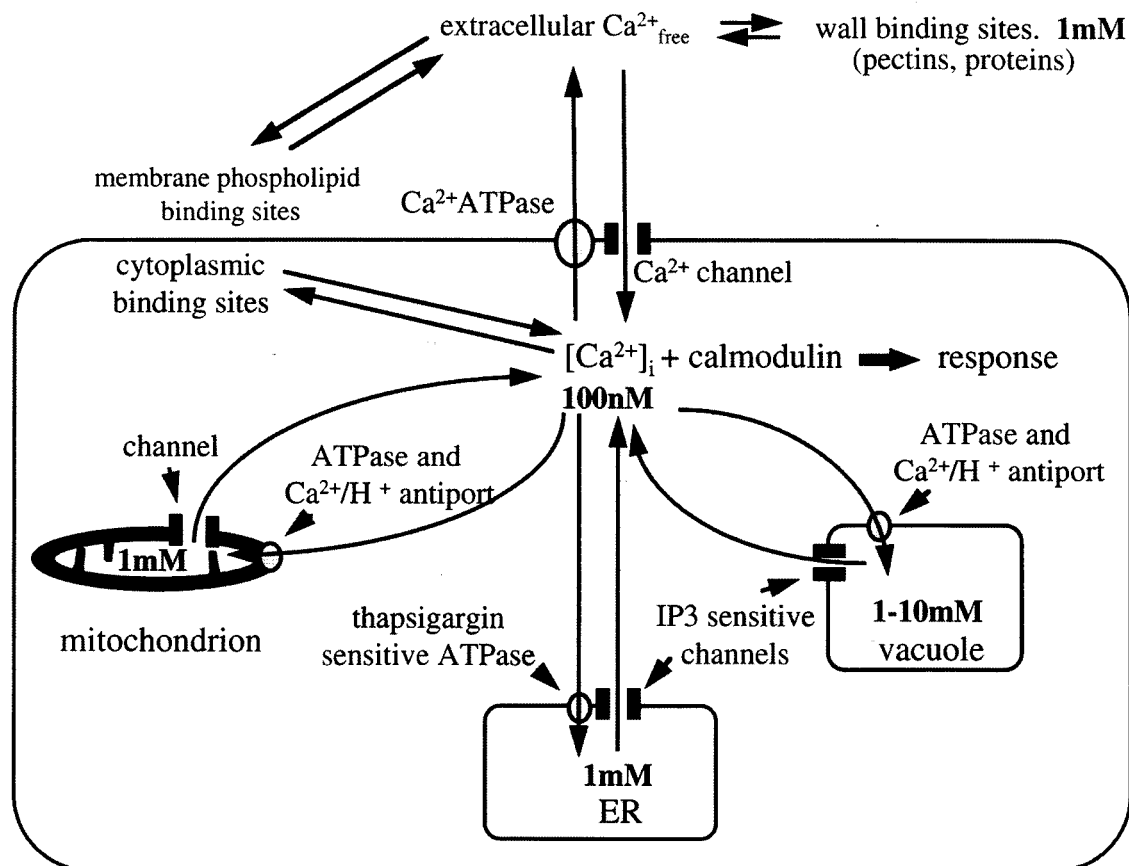 extracellular Ca²⁺free
wall binding sites. 1mM
(pectins, proteins)
membrane phospholipid
binding sites
Ca²⁺ATPase
Ca²⁺ channel
cytoplasmic
binding sites
[Ca²⁺]i + calmodulin
response
100nM
channel
ATPase and
Ca²⁺/H⁺ antiport
ATPase and
Ca²⁺/H⁺ antiport
1mM
mitochondrion
thapsigargin
sensitive ATPase
IP3 sensitive
channels
1-10mM
vacuole
1mM
ER